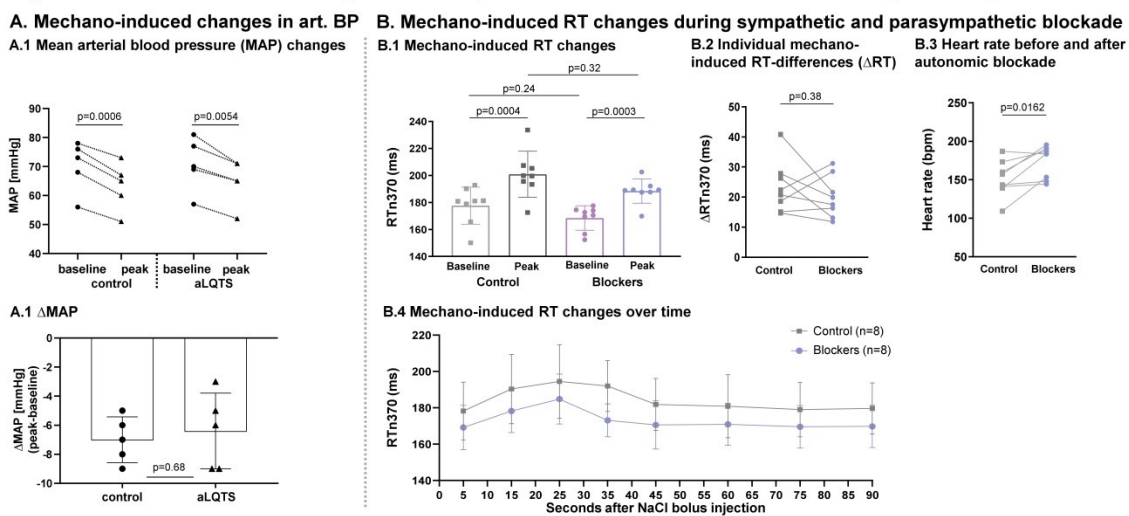 A. Mechano-induced changes in art. BP
A.1 Mean arterial blood pressure (MAP) changes
MAP [mmHg]
90
80
70
60
50
40
p=0.0006
p=0.0054
baseline peak baseline peak
control aLQTS
A.1 ΔMAP
ΔMAP [mmHg]
(peak-baseline)
0
-2
-4
-6
-8
-10
p=0.68
control aLQTS
B. Mechano-induced RT changes during sympathetic and parasympathetic blockade
B.1 Mechano-induced RT changes
RTn370 (ms)
240
220
200
180
160
140
p=0.32
p=0.24
p=0.0004
p=0.0003
Baseline Peak Baseline Peak
Control Blockers
B.2 Individual mechano-
induced RT-differences (ΔRT)
ΔRTn370 (ms)
50
40
30
20
10
0
p=0.38
Control Blockers
B.3 Heart rate before and after
autonomic blockade
Heart rate (bpm)
250
200
150
100
50
p=0.0162
Control Blockers
B.4 Mechano-induced RT changes over time
RTn370 (ms)
220
200
180
160
140
Control (n=8)
Blockers (n=8)
0 5 10 15 20 25 30 35 40 45 50 55 60 65 70 75 80 85 90
Seconds after NaCl bolus injection